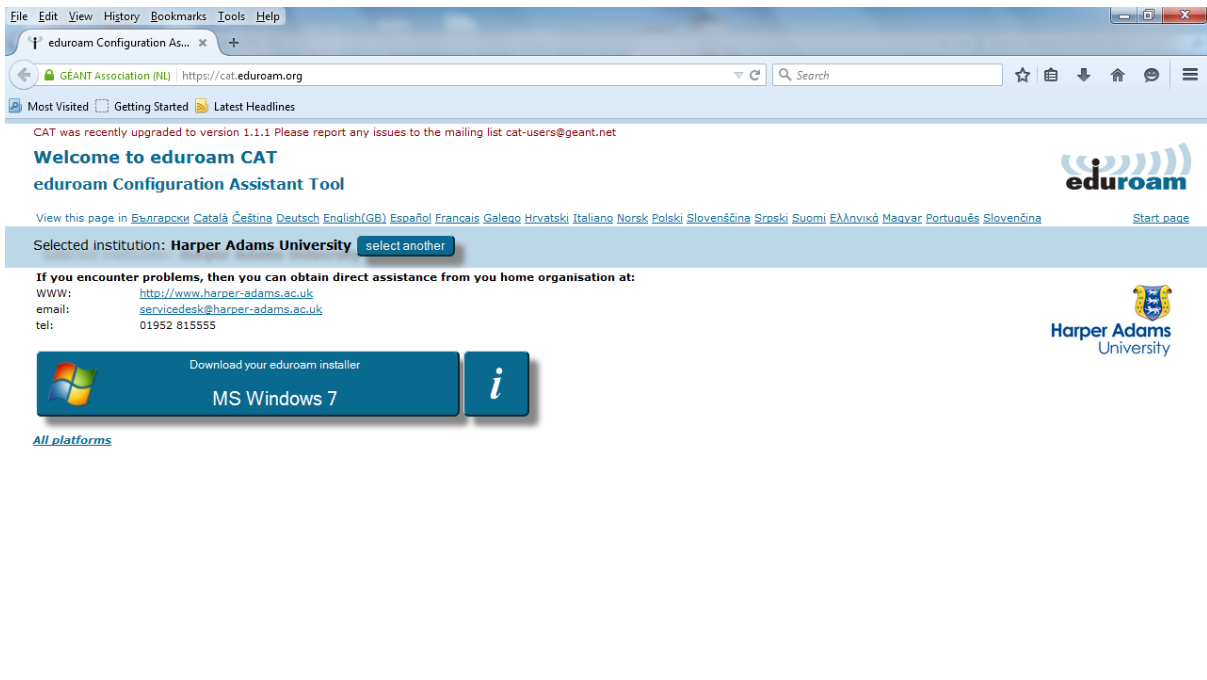 File Edit View History Bookmarks Tools Help
eduroam Configuration As... × +
GÉANT Association (NL) https://cat.eduroam.org Search
Most Visited Getting Started Latest Headlines
CAT was recently upgraded to version 1.1.1 Please report any issues to the mailing list cat-users@geant.net
Welcome to eduroam CAT
eduroam Configuration Assistant Tool
eduroam
View this page in Български Català Čeština Deutsch English(GB) Español Français Galego Hrvatski Italiano Norsk Polski Slovenščina Srpski Suomi Ελληνικά Magyar Português Slovenčina Start page
Selected institution: Harper Adams University select another
If you encounter problems, then you can obtain direct assistance from you home organisation at:
WWW: http://www.harper-adams.ac.uk
email: servicedesk@harper-adams.ac.uk
tel: 01952 815555
Harper Adams
University
Download your eduroam installer
MS Windows 7
i
All platforms